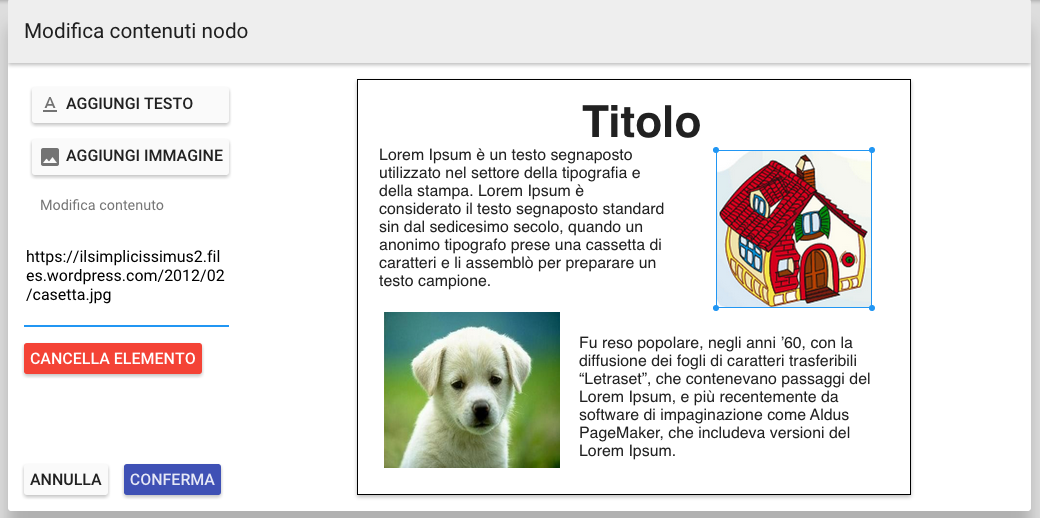 Modifica contenuti nodo
AGGIUNGI TESTO
AGGIUNGI IMMAGINE
Modifica contenuto
https://ilsimplicissimus2.fil
es.wordpress.com/2012/02
/casetta.jpg
CANCELLA ELEMENTO
ANNULLA
CONFERMA
Titolo
Lorem Ipsum è un testo segnaposto
utilizzato nel settore della tipografia e
della stampa. Lorem Ipsum è
considerato il testo segnaposto standard
sin dal sedicesimo secolo, quando un
anonimo tipografo prese una cassetta di
caratteri e li assemblò per preparare un
testo campione.
Fu reso popolare, negli anni ’60, con la
diffusione dei fogli di caratteri trasferibili
“Letraset”, che contenevano passaggi del
Lorem Ipsum, e più recentemente da
software di impaginazione come Aldus
PageMaker, che includeva versioni del
Lorem Ipsum.